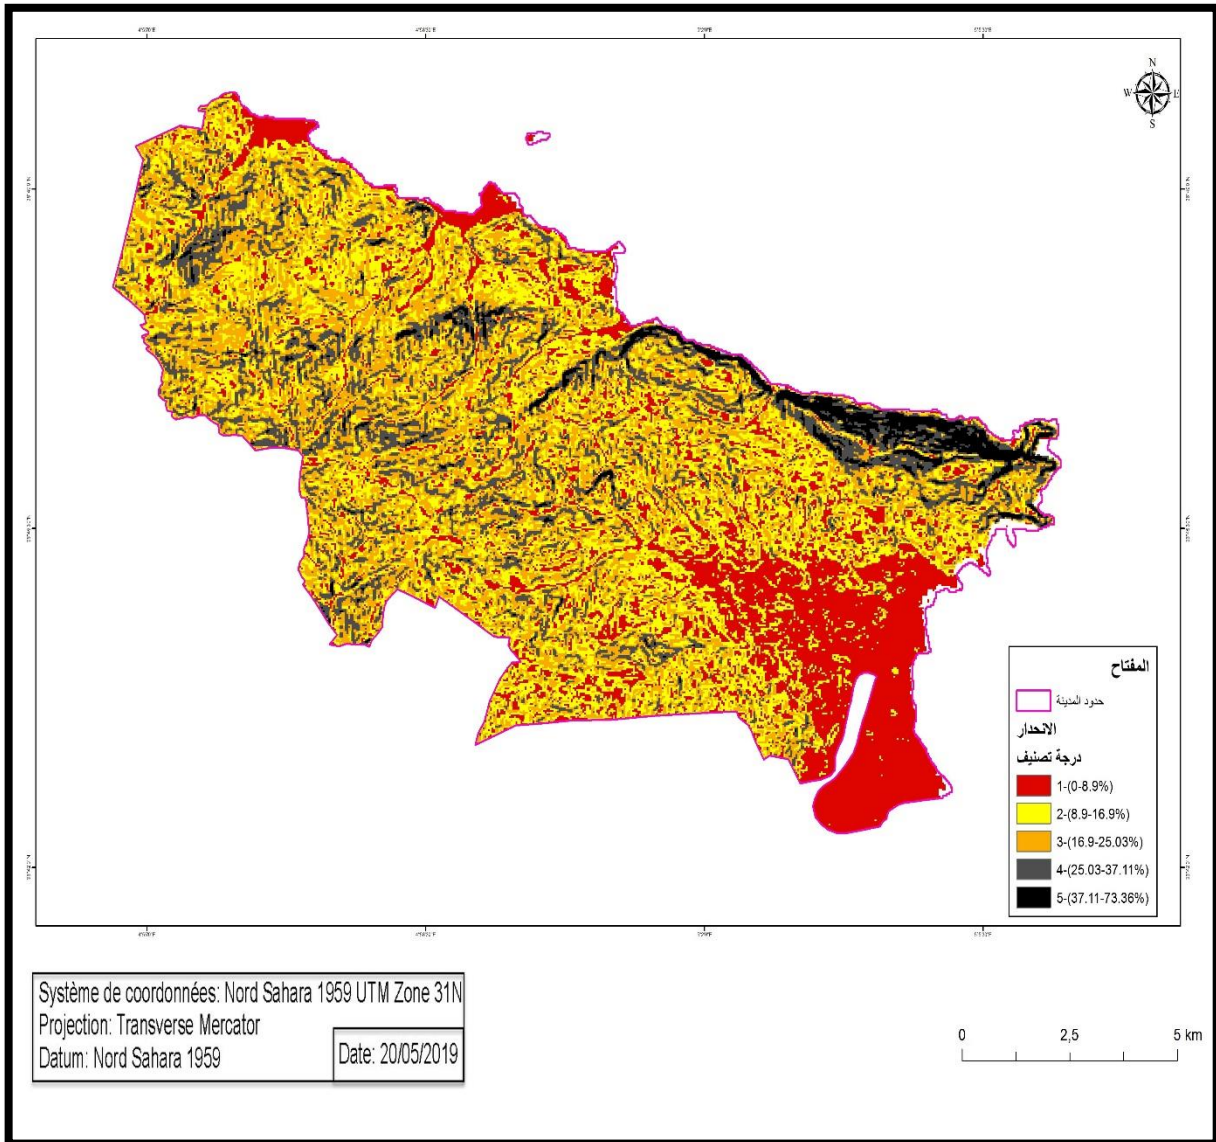 N
W
E
S
المفتاح
حدود المدينة
الانحدار
درجة تصنيف
1-(0-8.9%)
2-(8.9-16.9%)
3-(16.9-25.03%)
4-(25.03-37.11%)
5-(37.11-73.36%)
Système de coordonnées: Nord Sahara 1959 UTM Zone 31N
Projection: Transverse Mercator
Datum: Nord Sahara 1959
Date: 20/05/2019
0 2,5 5 km